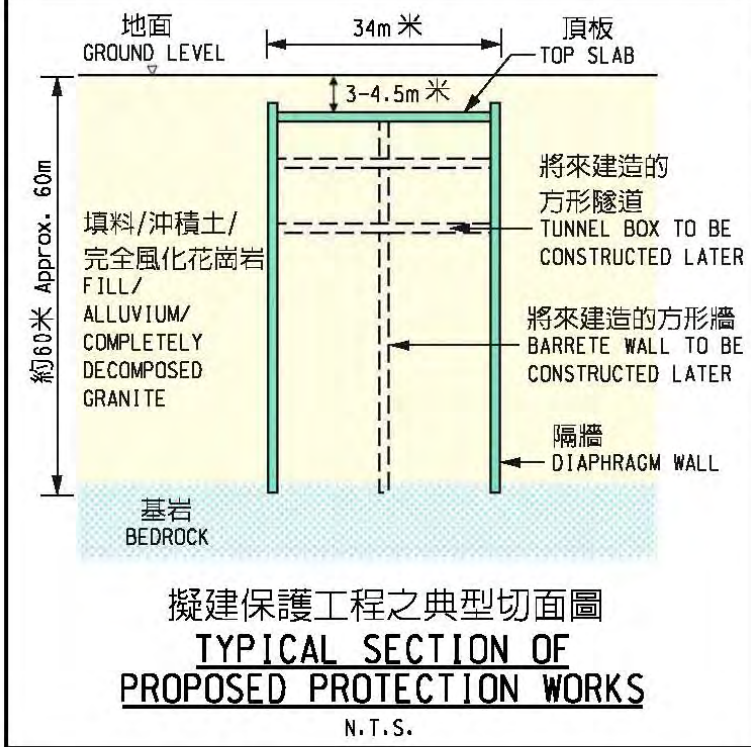 地面
GROUND LEVEL
34m 米
頂板
TOP SLAB
3-4.5m 米
約60米 Approx. 60m
填料/沖積土/
完全風化花崗岩
FILL/
ALLUVIUM/
COMPLETELY
DECOMPOSED
GRANITE
將來建造的
方形隧道
TUNNEL BOX TO BE
CONSTRUCTED LATER
將來建造的方形牆
BARRETE WALL TO BE
CONSTRUCTED LATER
隔牆
DIAPHRAGM WALL
基岩
BEDROCK
擬建保護工程之典型切面圖
TYPICAL SECTION OF
PROPOSED PROTECTION WORKS
N.T.S.